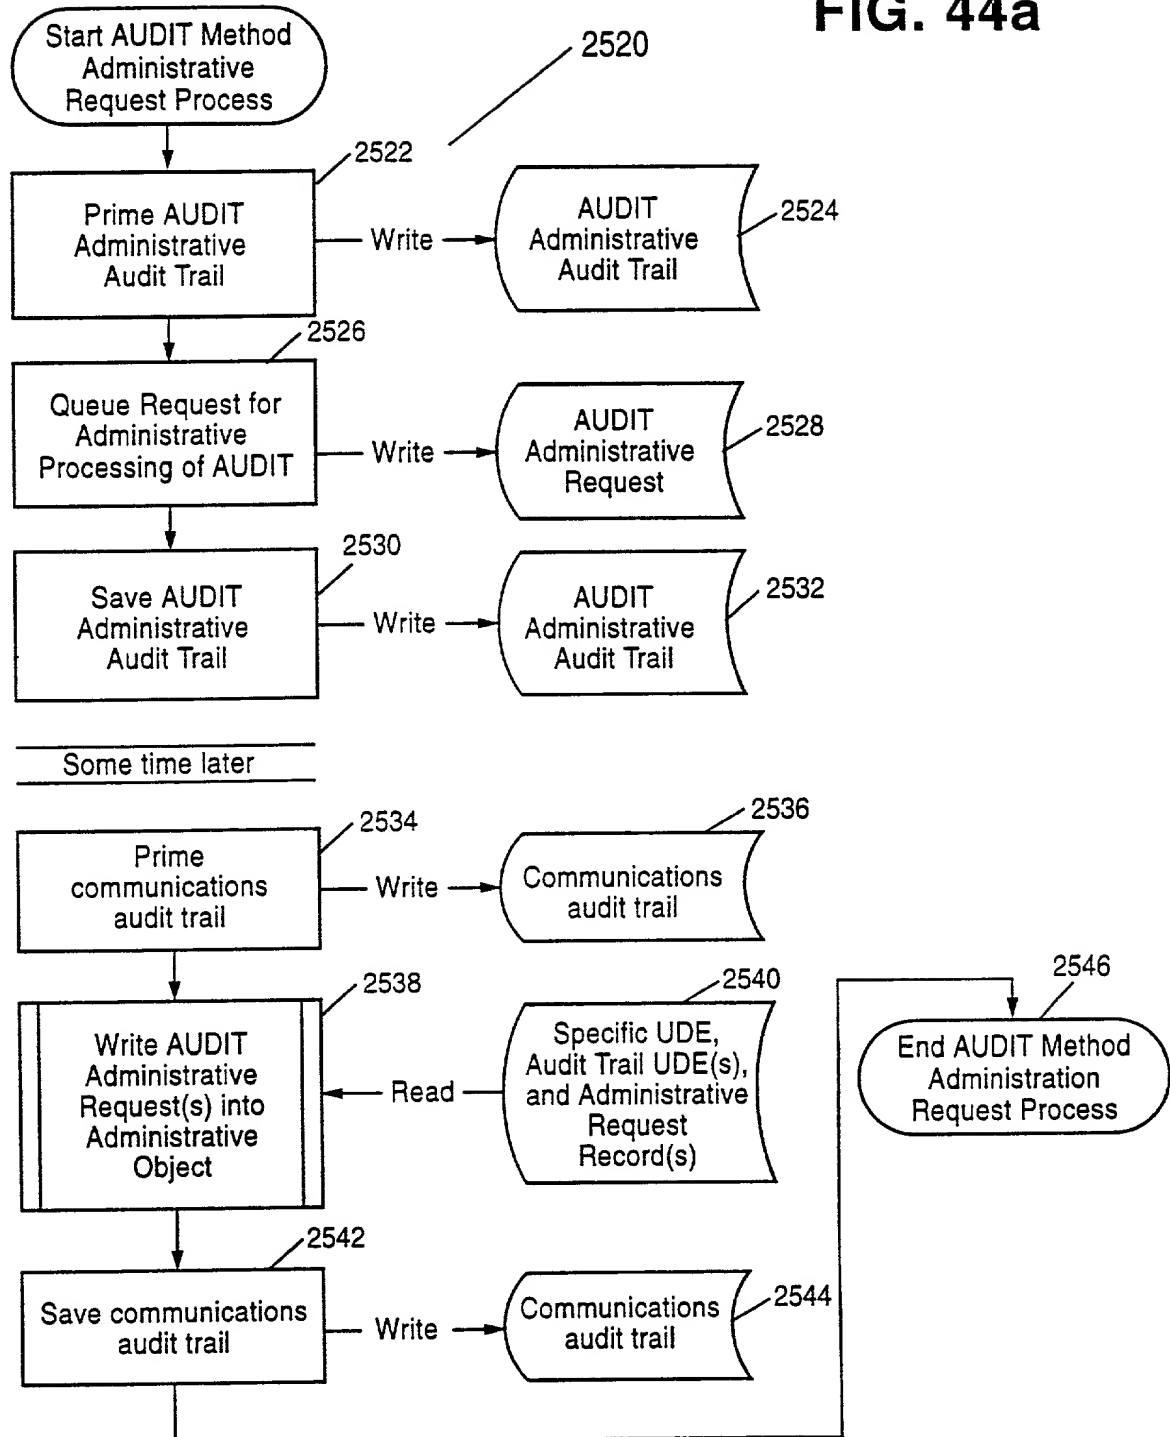 FIG. 44a
Start AUDIT Method
Administrative
Request Process
2520
2522
Prime AUDIT
Administrative
Audit Trail
Write
AUDIT
Administrative
Audit Trail
2524
2526
Queue Request for
Administrative
Processing of AUDIT
Write
AUDIT
Administrative
Request
2528
2530
Save AUDIT
Administrative
Audit Trail
Write
AUDIT
Administrative
Audit Trail
2532
Some time later
2534
Prime
communications
audit trail
Write
2536
Communications
audit trail
2538
Write AUDIT
Administrative
Request(s) into
Administrative
Object
Read
2540
Specific UDE,
Audit Trail UDE(s),
and Administrative
Request
Record(s)
2546
End AUDIT Method
Administration
Request Process
2542
Save communications
audit trail
Write
Communications
audit trail
2544